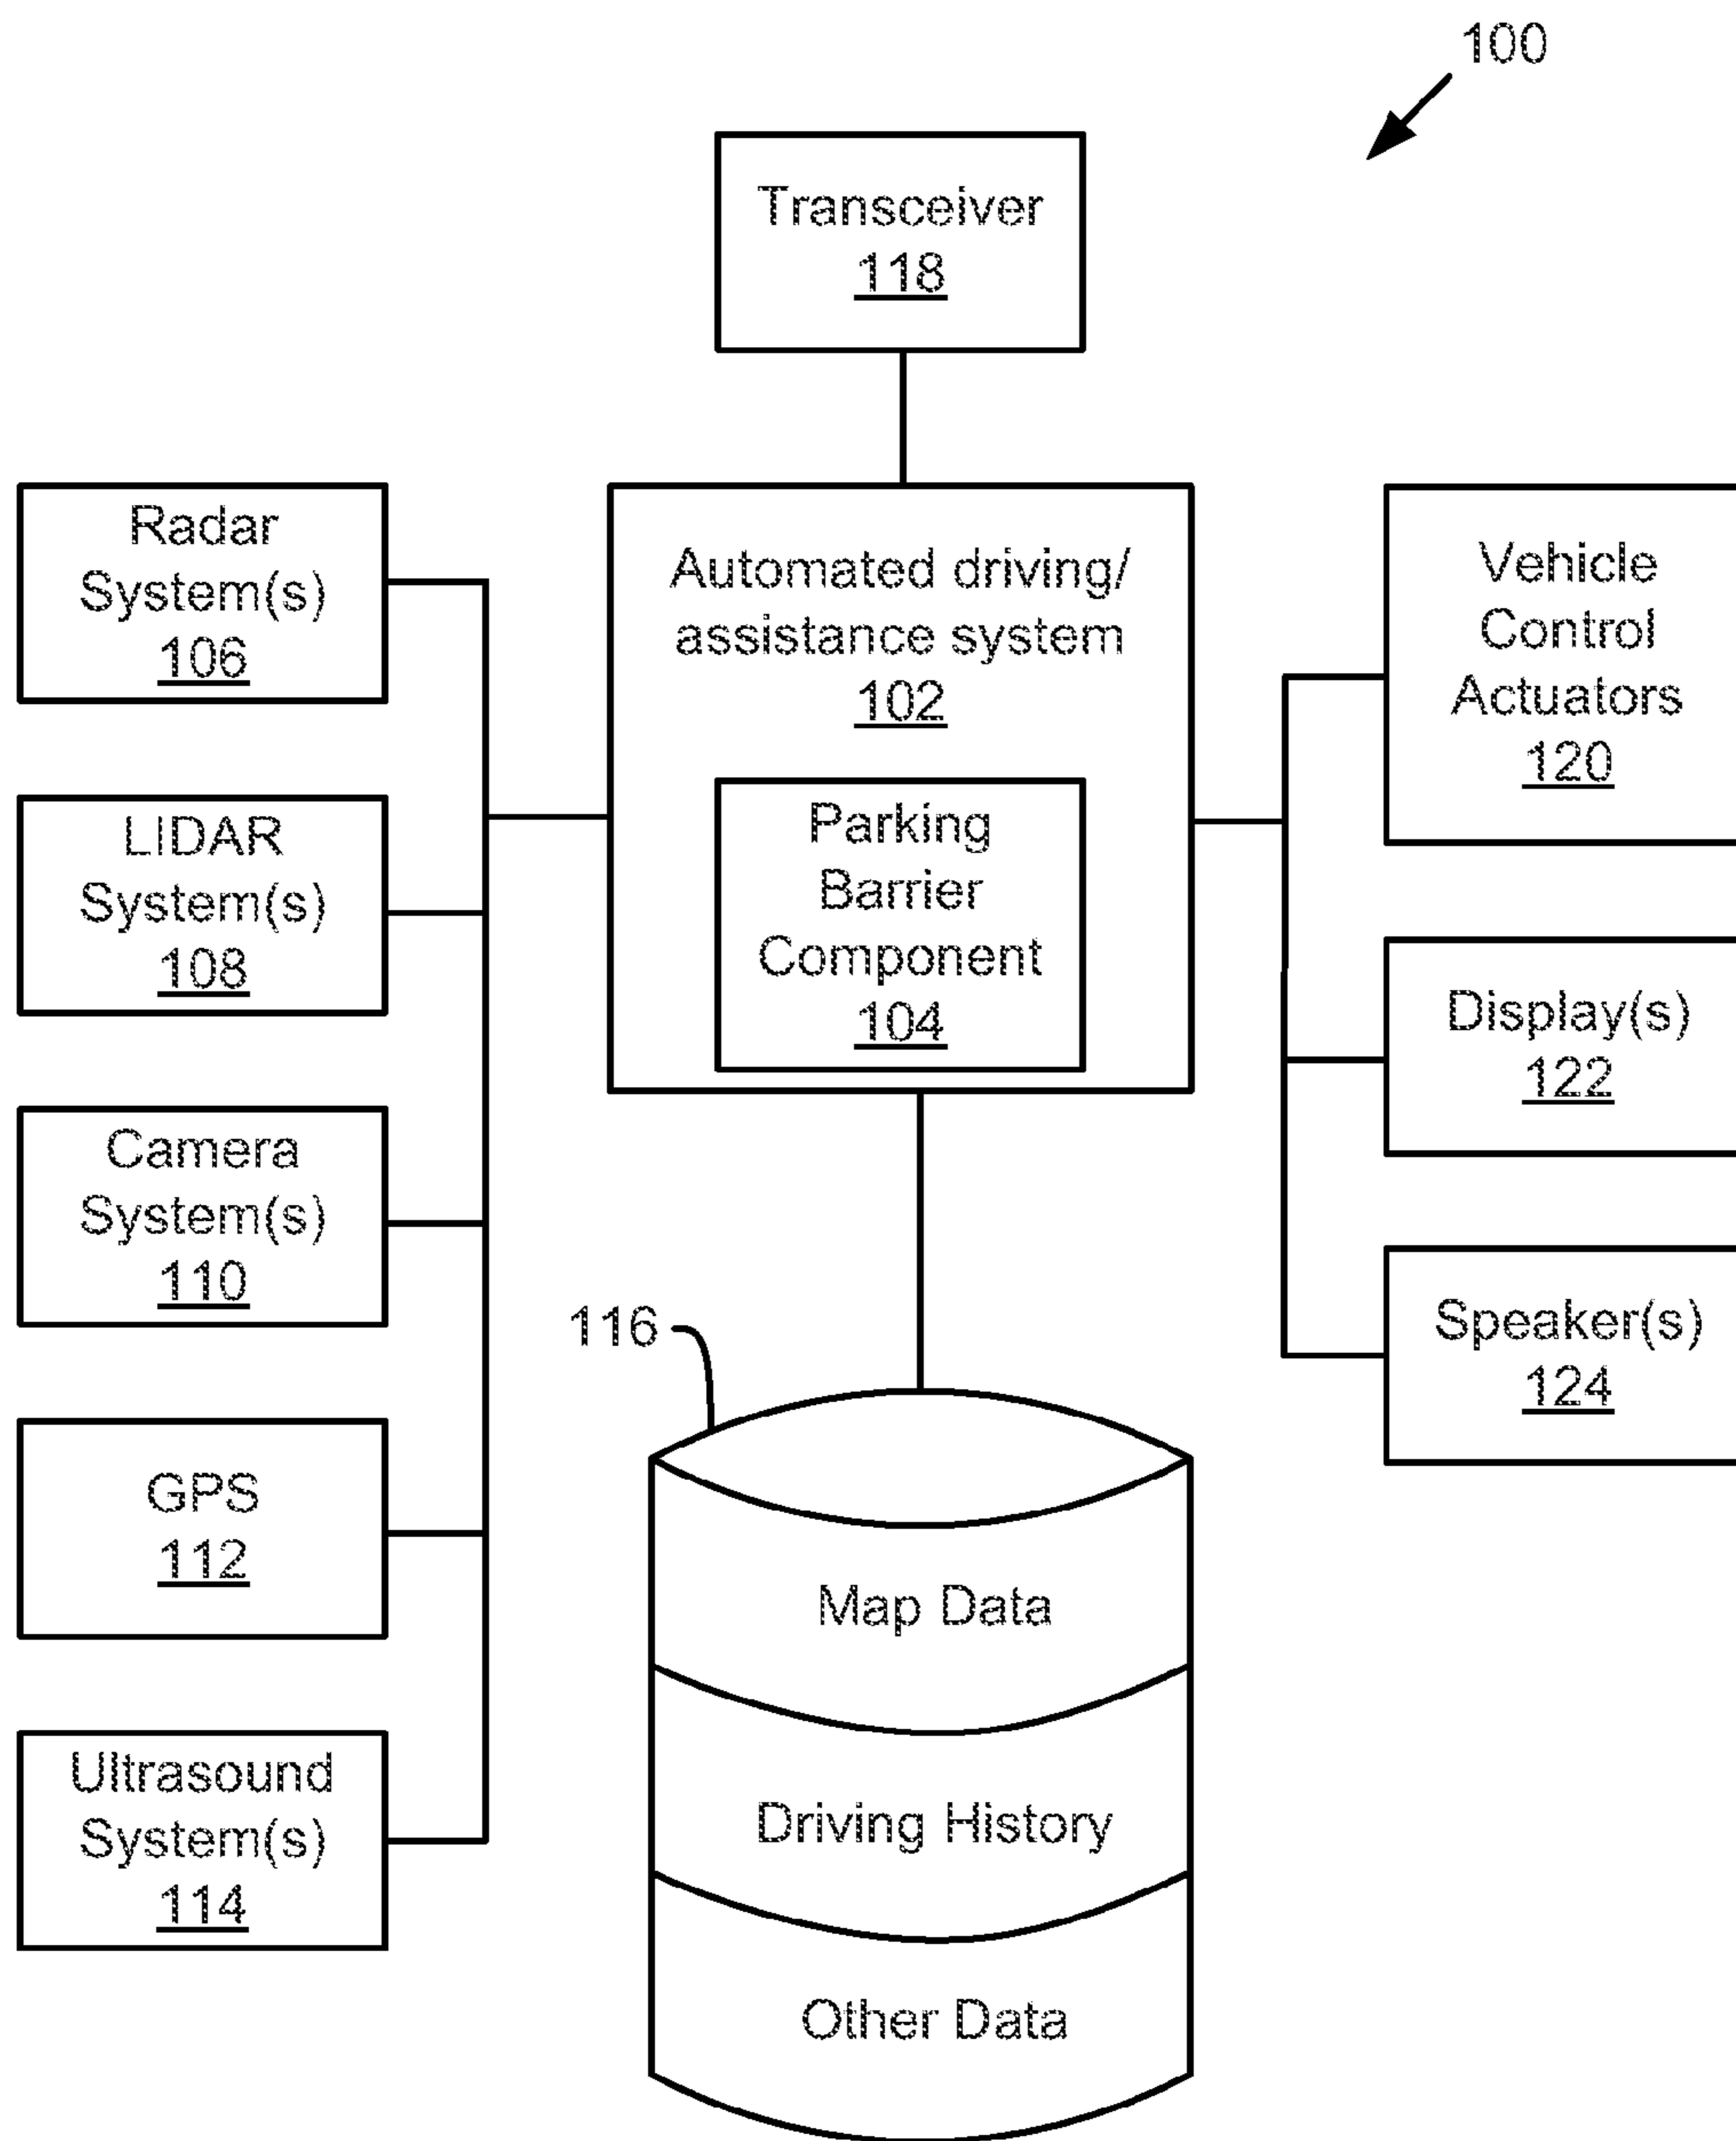 100
Transceiver
118
Radar
System(s)
106
Automated driving/
assistance system
102
Vehicle
Control
Actuators
120
LIDAR
System(s)
108
Parking
Barrier
Component
104
Display(s)
122
Camera
System(s)
110
Speaker(s)
124
116
GPS
112
Map Data
Ultrasound
System(s)
114
Driving History
Other Data